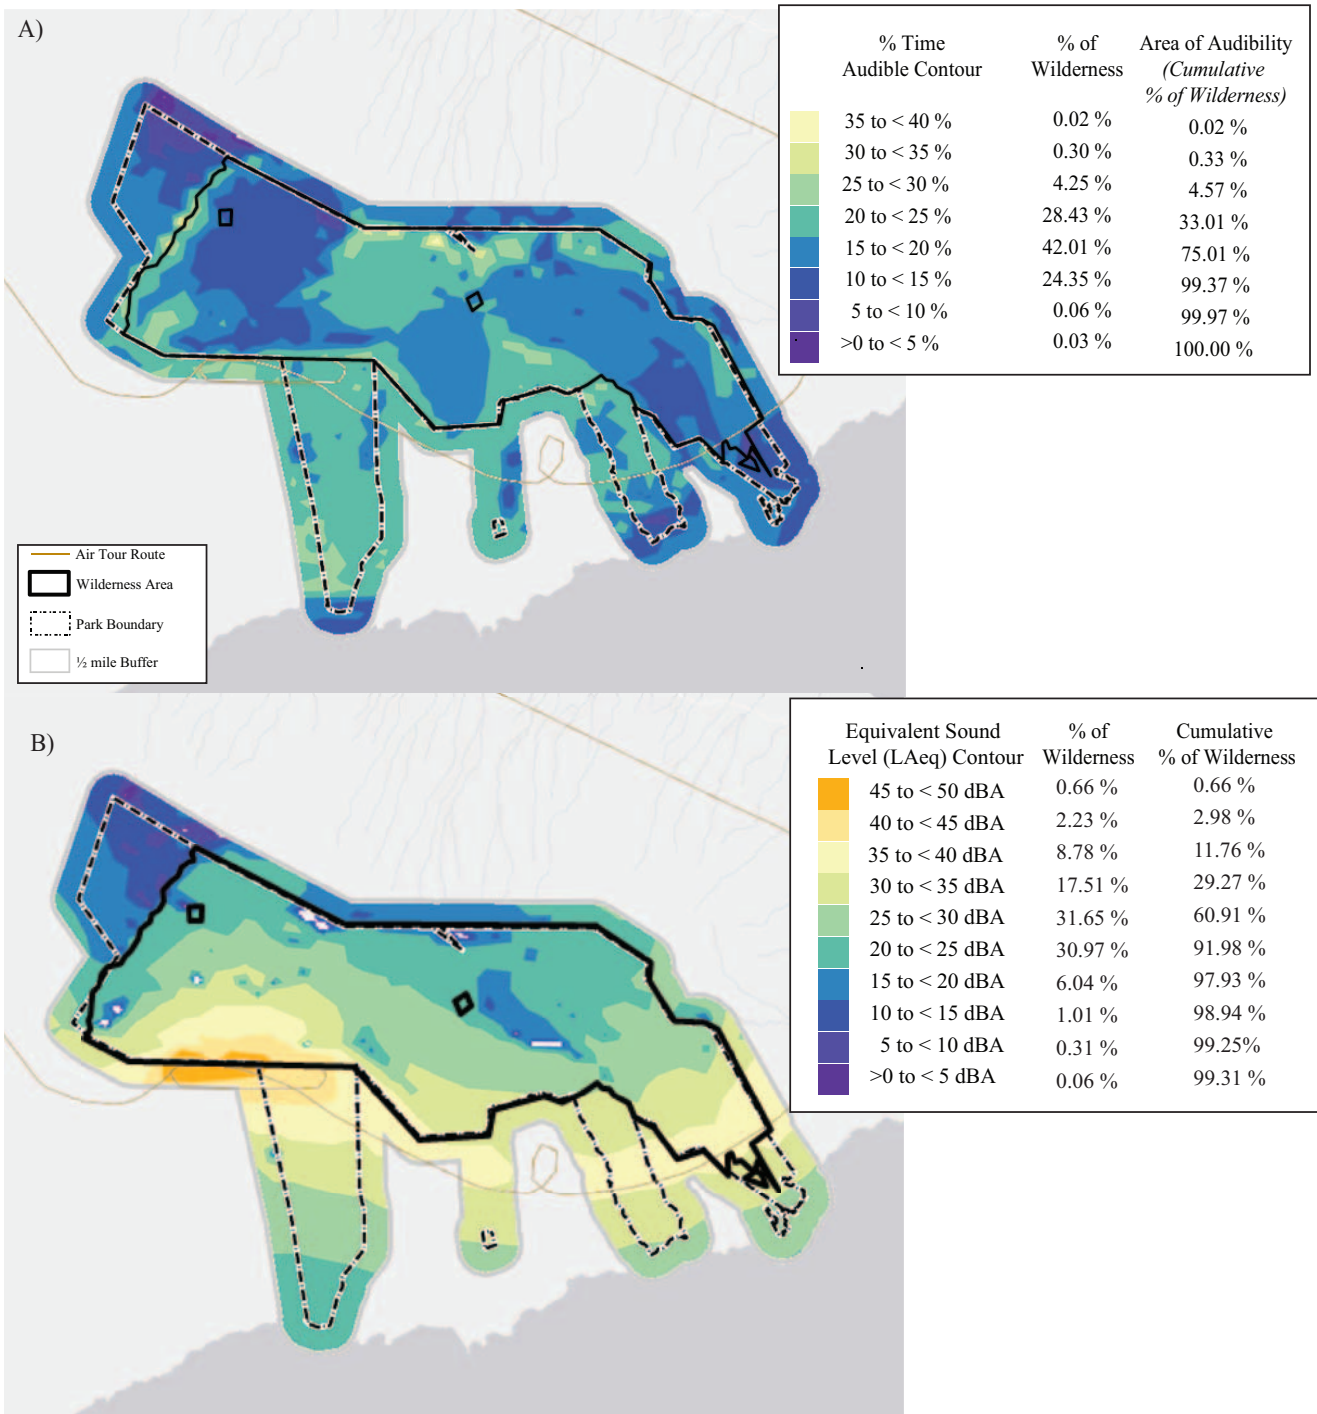 A)
% Time % of Area of Audibility
Audible Contour Wilderness (Cumulative
% of Wilderness)
35 to < 40 % 0.02 % 0.02 %
30 to < 35 % 0.30 % 0.33 %
25 to < 30 % 4.25 % 4.57 %
20 to < 25 % 28.43 % 33.01 %
15 to < 20 % 42.01 % 75.01 %
10 to < 15 % 24.35 % 99.37 %
5 to < 10 % 0.06 % 99.97 %
>0 to < 5 % 0.03 % 100.00 %
Air Tour Route
Wilderness Area
Park Boundary
½ mile Buffer
B)
Equivalent Sound % of Cumulative
Level (LAeq) Contour Wilderness % of Wilderness
45 to < 50 dBA 0.66 % 0.66 %
40 to < 45 dBA 2.23 % 2.98 %
35 to < 40 dBA 8.78 % 11.76 %
30 to < 35 dBA 17.51 % 29.27 %
25 to < 30 dBA 31.65 % 60.91 %
20 to < 25 dBA 30.97 % 91.98 %
15 to < 20 dBA 6.04 % 97.93 %
10 to < 15 dBA 1.01 % 98.94 %
5 to < 10 dBA 0.31 % 99.25%
>0 to < 5 dBA 0.06 % 99.31 %